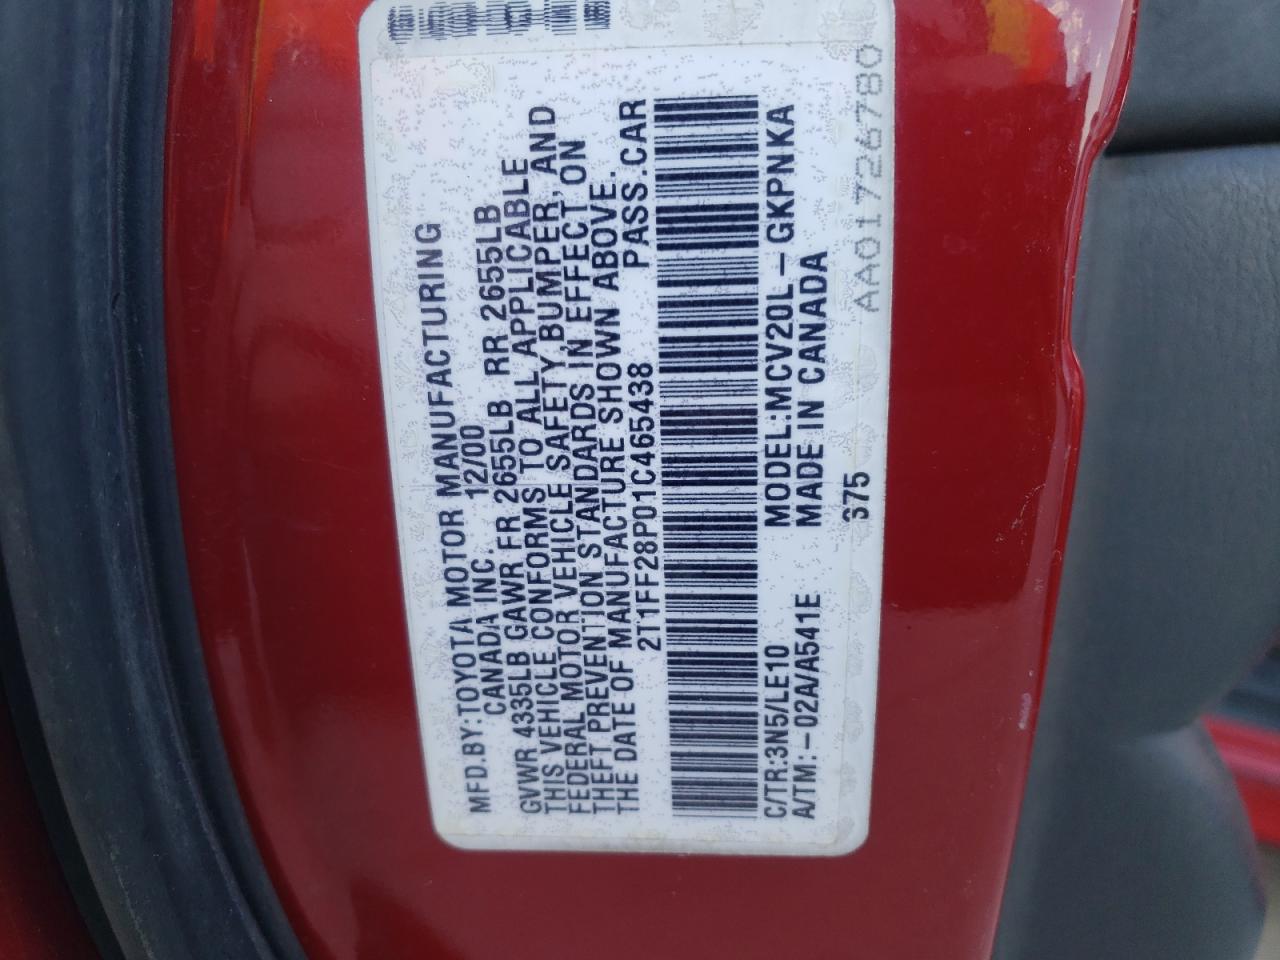 MFD.BY:TOYOTA MOTOR MANUFACTURING
CANADA INC. 12/00
GVWR 4335LB GAWR FR 2655LB RR 2655LB
THIS VEHICLE CONFORMS TO ALL APPLICABLE
FEDERAL MOTOR VEHICLE SAFETY,BUMPER, AND
THEFT PREVENTION STANDARDS IN EFFECT ON
THE DATE OF MANUFACTURE SHOWN ABOVE.
2T1FF28P01C465438 PASS.CAR
C/TR:3N5/LE10 MODEL:MCV20L-GKPNKA
A/TM:-02A/A541E MADE IN CANADA
375
AA01726780